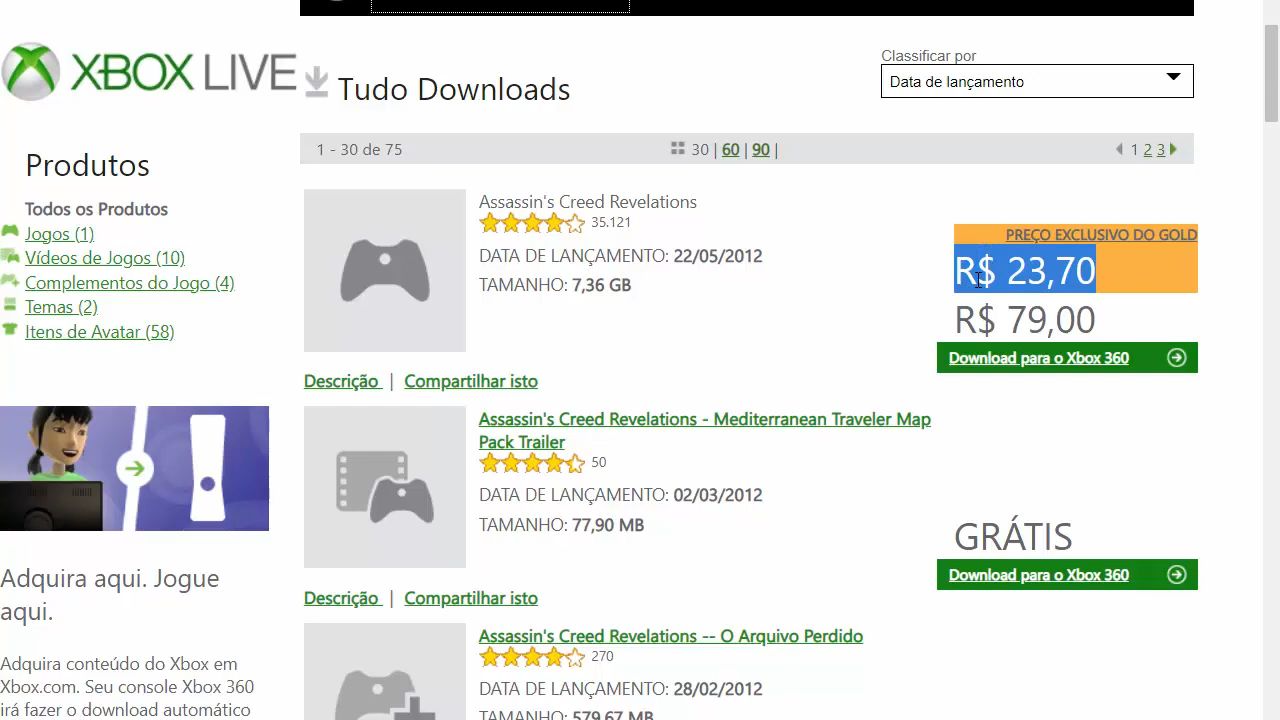 XBOX LIVE
Tudo Downloads
Classificar por
Data de lançamento
Produtos
Todos os Produtos
Jogos (1)
Vídeos de Jogos (10)
Complementos do Jogo (4)
Temas (2)
Itens de Avatar (58)
Adquira aqui. Jogue
aqui.
Adquira conteúdo do Xbox em
Xbox.com. Seu console Xbox 360
irá fazer o download automático
1 - 30 de 75
30 | 60 | 90 |
1 2 3
Assassin's Creed Revelations
35.121
DATA DE LANÇAMENTO: 22/05/2012
TAMANHO: 7,36 GB
PREÇO EXCLUSIVO DO GOLD
R$ 23,70
R$ 79,00
Download para o Xbox 360
Descrição | Compartilhar isto
Assassin's Creed Revelations - Mediterranean Traveler Map
Pack Trailer
50
DATA DE LANÇAMENTO: 02/03/2012
TAMANHO: 77,90 MB
GRÁTIS
Download para o Xbox 360
Descrição | Compartilhar isto
Assassin's Creed Revelations -- O Arquivo Perdido
270
DATA DE LANÇAMENTO: 28/02/2012
TAMANHO: 579,67 MB